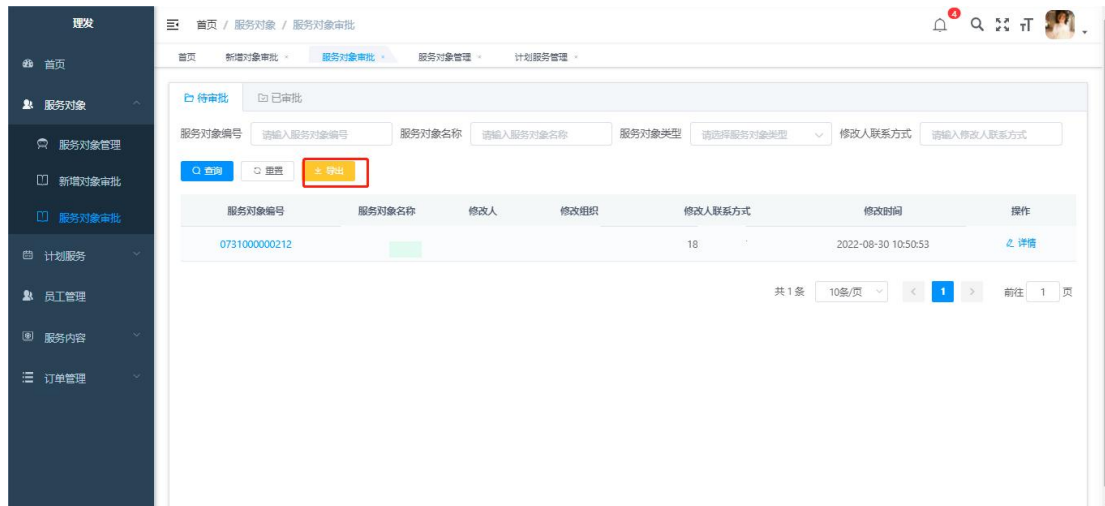 理发
首页 / 服务对象 / 服务对象审批
4
首页
新增对象审批 ×
服务对象审批 ×
服务对象管理 ×
计划服务管理 ×
首页
服务对象
服务对象管理
新增对象审批
服务对象审批
计划服务
员工管理
服务内容
订单管理
待审批
已审批
服务对象编号 请输入服务对象编号
服务对象名称 请输入服务对象名称
服务对象类型 请选择服务对象类型
修改人联系方式 请输入修改人联系方式
查询
重置
导出
服务对象编号 服务对象名称 修改人 修改组织 修改人联系方式 修改时间 操作
0731000000212 18 2022-08-30 10:50:53 详情
共1条 10条/页 < 1 > 前往 1 页